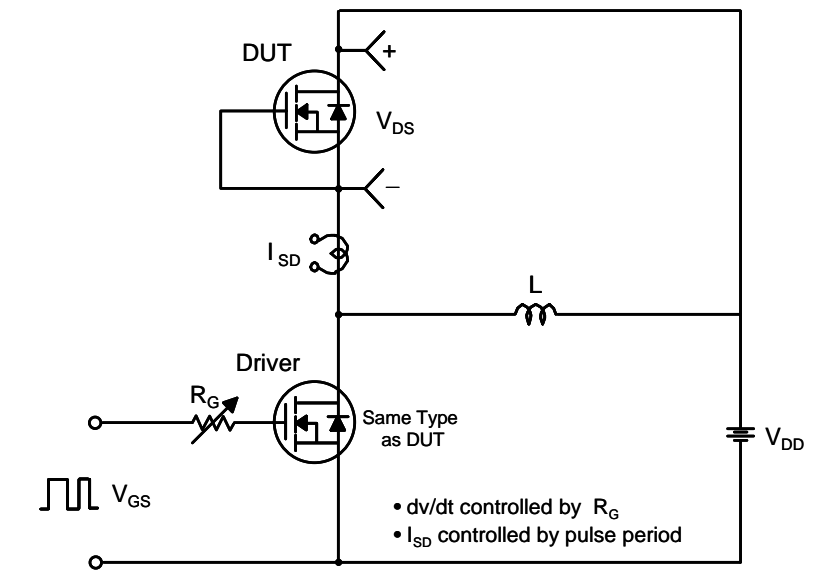 DUT
+
V_DS
−
I_SD
L
Driver
R_G
Same Type
as DUT
V_DD
V_GS
• dv/dt controlled by R_G
• I_SD controlled by pulse period